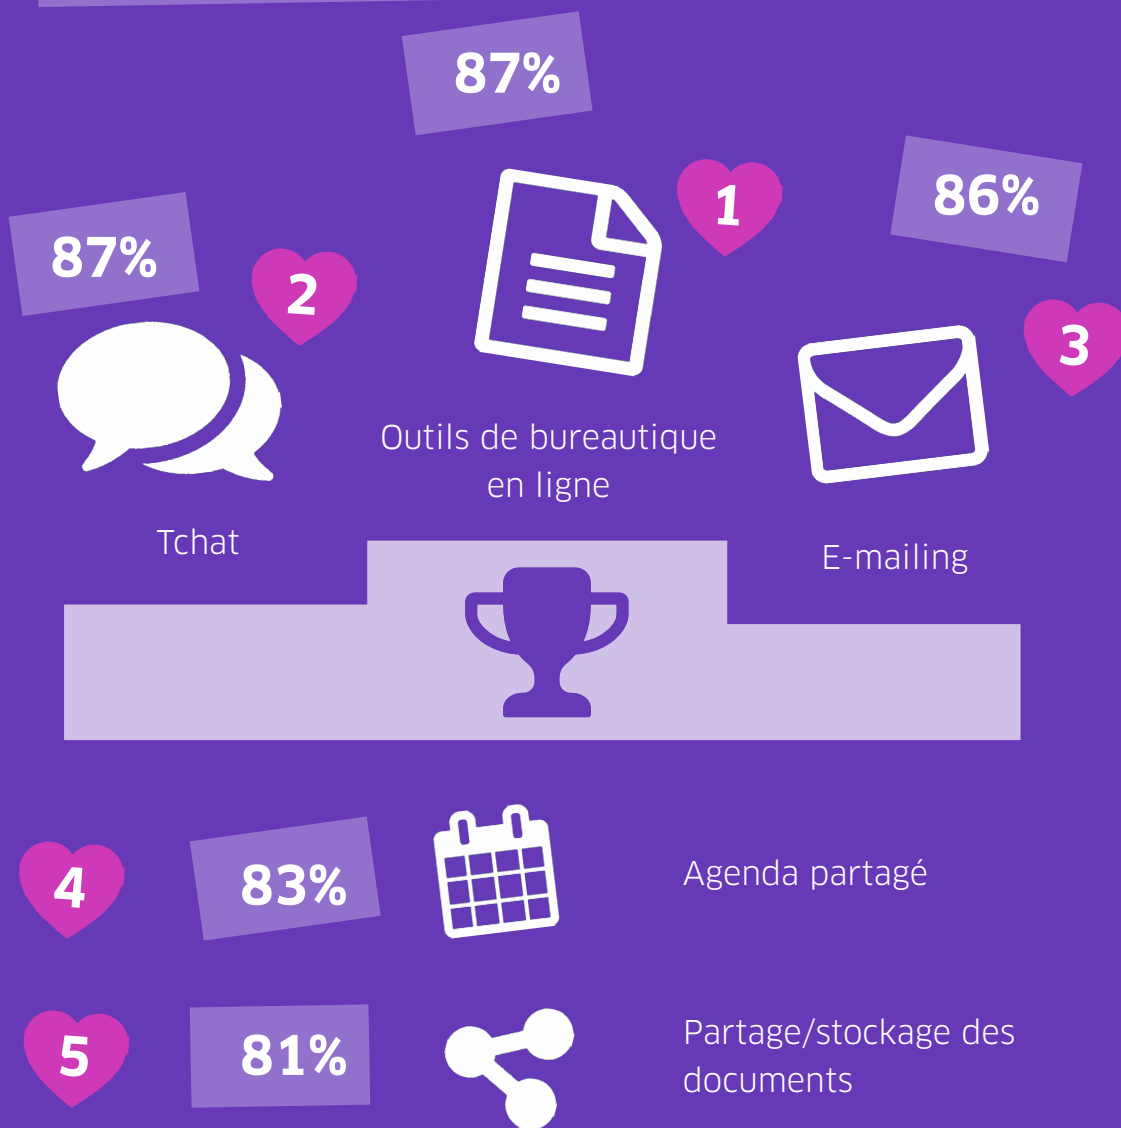 87%
1
Outils de bureautique
en ligne
87%
2
Tchat
86%
3
E-mailing
4
83%
Agenda partagé
5
81%
Partage/stockage des
documents